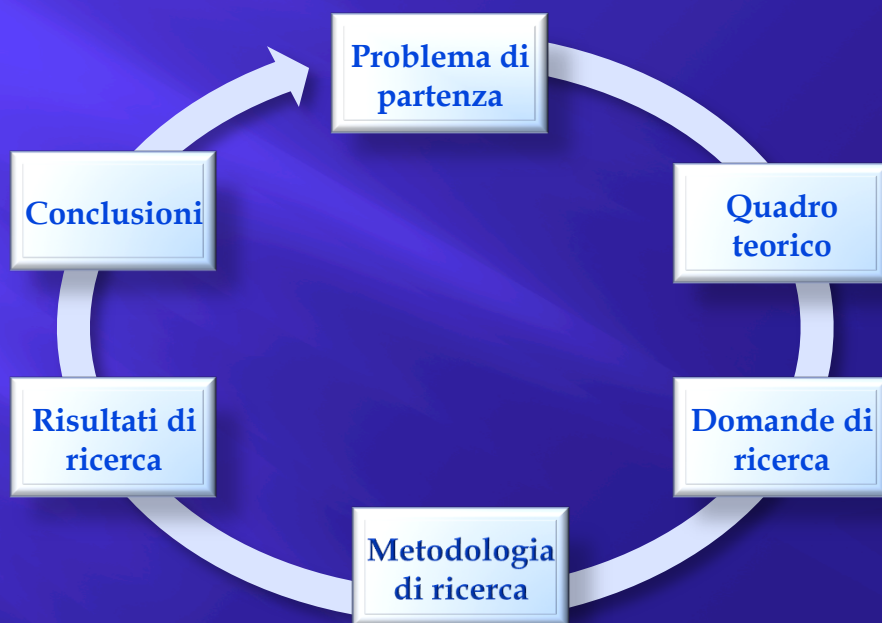 Problema di
partenza
Quadro
teorico
Domande di
ricerca
Metodologia
di ricerca
Risultati di
ricerca
Conclusioni